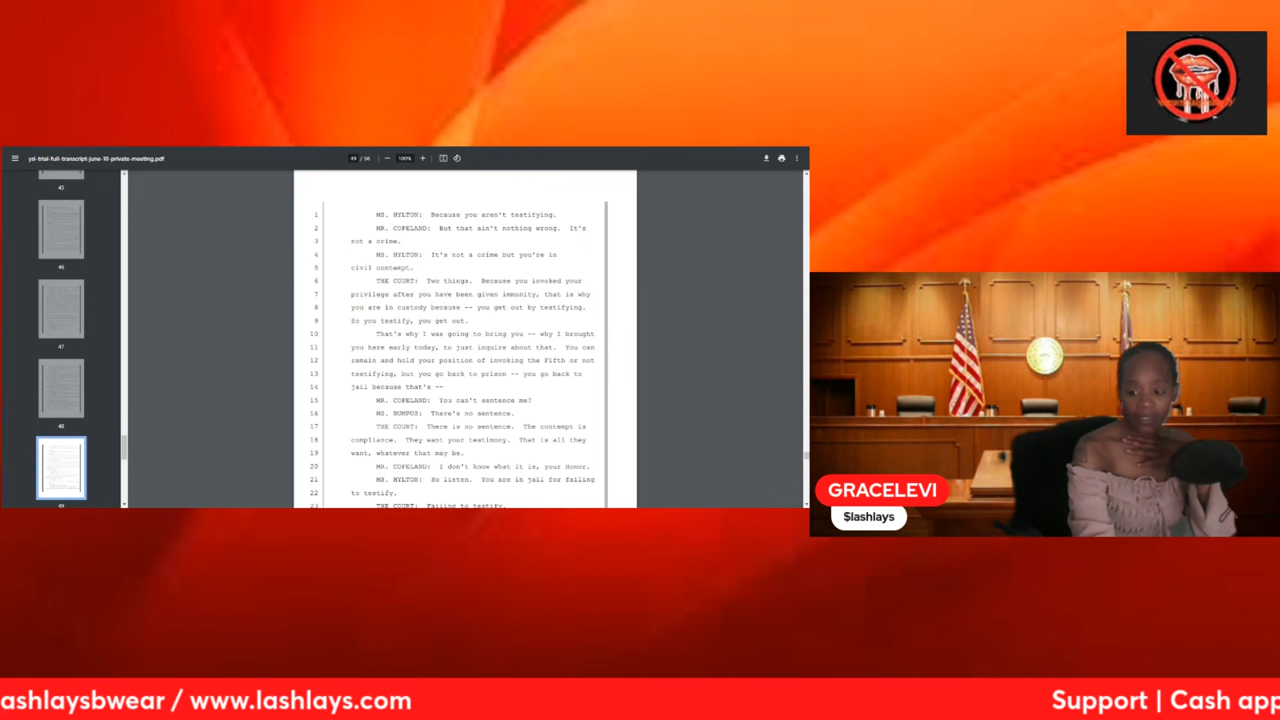 ysl-trial-full-transcript-june-10-private-meeting.pdf
49 / 56
100%
45
46
47
48
49
1 MS. HYLTON: Because you aren't testifying.
2 MR. COPELAND: But that ain't nothing wrong. It's
3 not a crime.
4 MS. HYLTON: It's not a crime but you're in
5 civil contempt.
6 THE COURT: Two things. Because you invoked your
7 privilege after you have been given immunity, that is why
8 you are in custody because -- you get out by testifying.
9 So you testify, you get out.
10 That's why I was going to bring you -- why I brought
11 you here early today, to just inquire about that. You can
12 remain and hold your position of invoking the Fifth or not
13 testifying, but you go back to prison -- you go back to
14 jail because that's --
15 MR. COPELAND: You can't sentence me?
16 MS. BUMPUS: There's no sentence.
17 THE COURT: There is no sentence. The contempt is
18 compliance. They want your testimony. That is all they
19 want, whatever that may be.
20 MR. COPELAND: I don't know what it is, your Honor.
21 MS. HYLTON: So listen. You are in jail for failing
22 to testify.
23 THE COURT: Failing to testify.
GRACELEVI
$lashlays
ashlaysbwear / www.lashlays.com
Support | Cash app